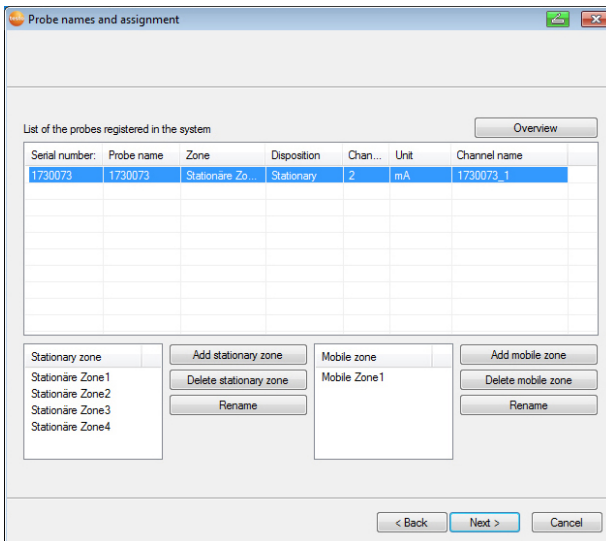 Probe names and assignment
List of the probes registered in the system
Overview
Serial number: Probe name Zone Disposition Chan... Unit Channel name
1730073 1730073 Stationäre Zo... Stationary 2 mA 1730073_1
Stationary zone
Stationäre Zone1
Stationäre Zone2
Stationäre Zone3
Stationäre Zone4
Add stationary zone
Delete stationary zone
Rename
Mobile zone
Mobile Zone1
Add mobile zone
Delete mobile zone
Rename
< Back Next > Cancel